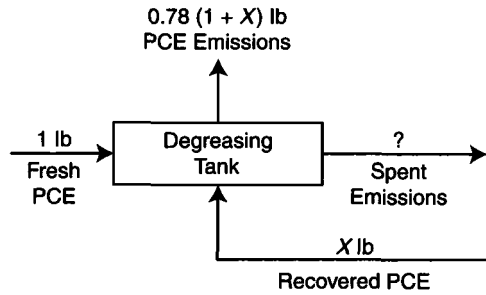 0.78 (1 + X) lb
PCE Emissions
1 lb
Fresh
PCE
Degreasing
Tank
?
Spent
Emissions
X lb
Recovered PCE